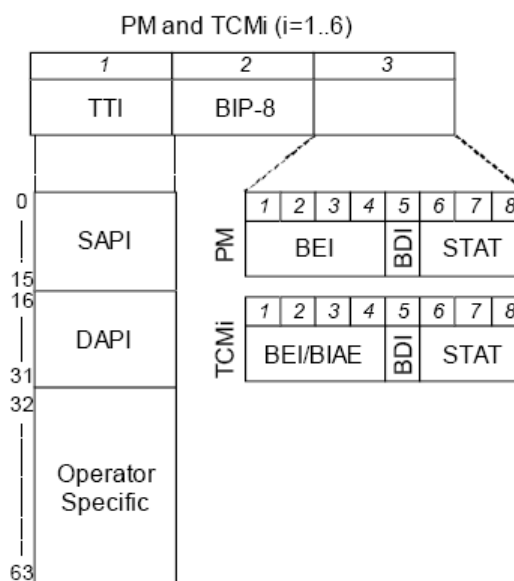 PM and TCMi (i=1..6)
1 2 3
TTI BIP-8
0
SAPI
15
16
DAPI
31
32
Operator
Specific
63
PM
1 2 3 4 5 6 7 8
BEI BDI STAT
TCMi
1 2 3 4 5 6 7 8
BEI/BIAE BDI STAT